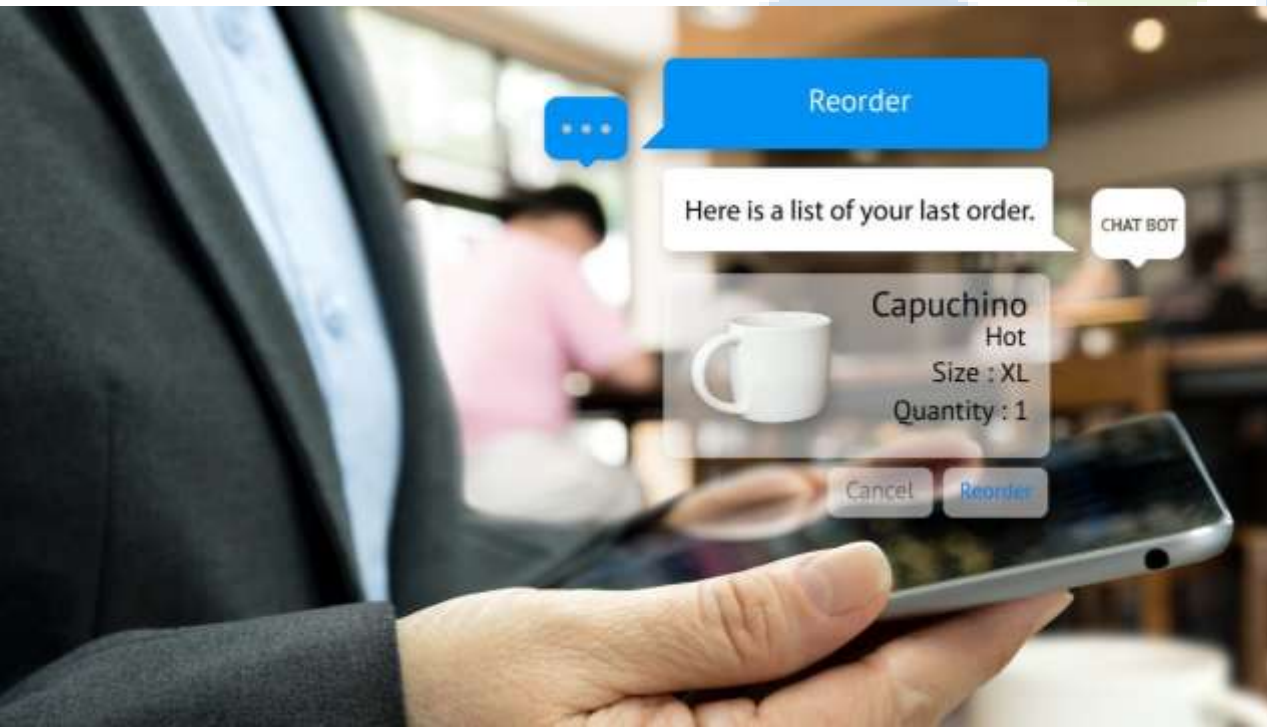 Reorder
Here is a list of your last order.
CHAT BOT
Capuchino
Hot
Size : XL
Quantity : 1
Cancel
Reorder